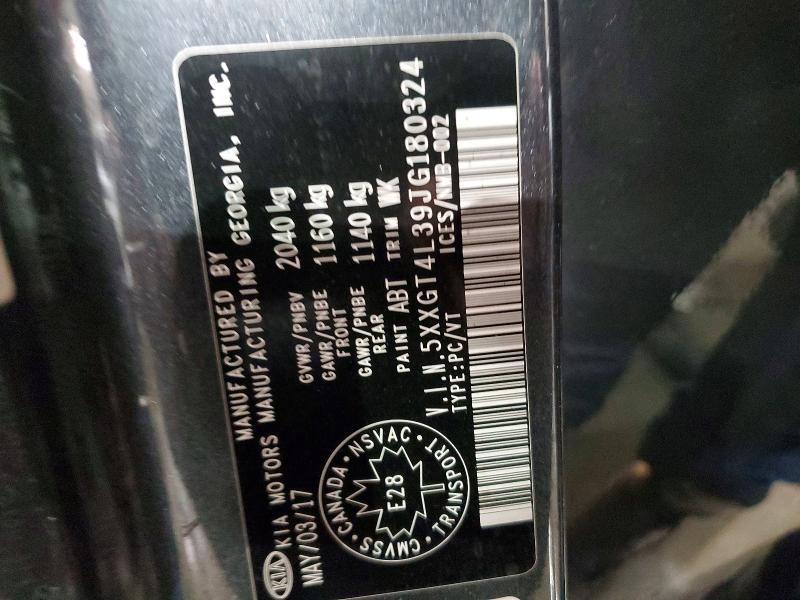 MANUFACTURED BY
KIA KIA MOTORS MANUFACTURING GEORGIA, INC.
MAY/03/17
GVWR/PNBV 2040 kg
GAWR/PNBE 1160 kg
FRONT
GAWR/PNBE 1140 kg
REAR
PAINT ABT TRIM WK
V.I.N.5XXGT4L39JG180324
TYPE:PC/VT ICES/NMB-002
CANADA • NSVAC • TRANSPORT • CMVSS •
E28